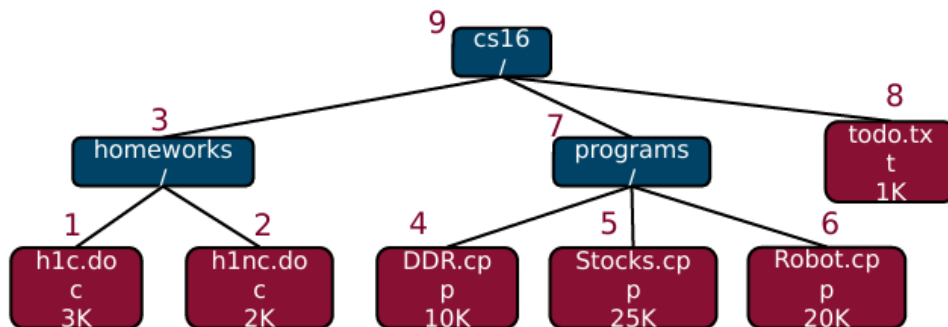 9
cs16
/
3
homeworks
/
7
programs
/
8
todo.tx
t
1K
1
h1c.do
c
3K
2
h1nc.do
c
2K
4
DDR.cp
p
10K
5
Stocks.cp
p
25K
6
Robot.cp
p
20K